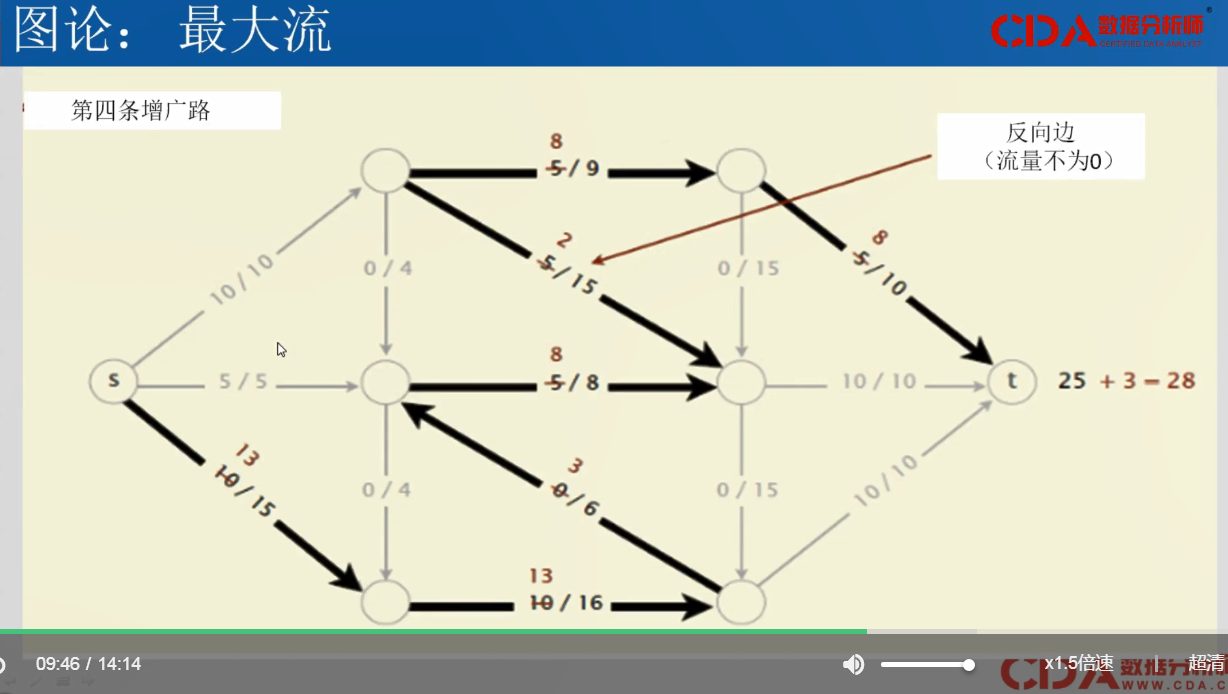 图论： 最大流
CDA 数据分析师
CERTIFIED DATA ANALYST
第四条增广路
反向边
（流量不为0）
8
5 / 9
2
5 / 15
8
5 / 10
10 / 10
0 / 4
0 / 15
8
5 / 8
s
5 / 5
10 / 10
t
25 + 3 = 28
13
10 / 15
3
0 / 6
0 / 4
0 / 15
10 / 10
13
10 / 16
09:46 / 14:14
x1.5倍速
超清
CDA 数据分
WWW.CDA.C